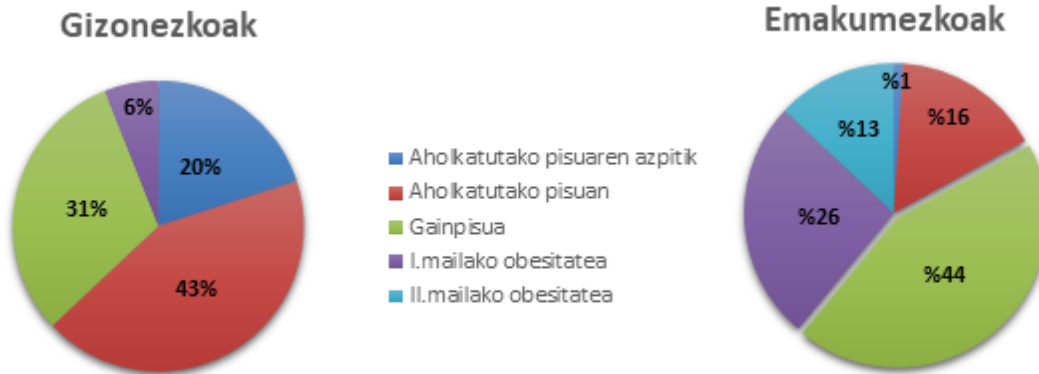 Gizonezkoak
6%
20%
31%
43%
Aholkatutako pisuaren azpitik
Aholkatutako pisuan
Gainpisua
I.mailako obesitatea
II.mailako obesitatea
Emakumezkoak
%1
%16
%13
%26
%44